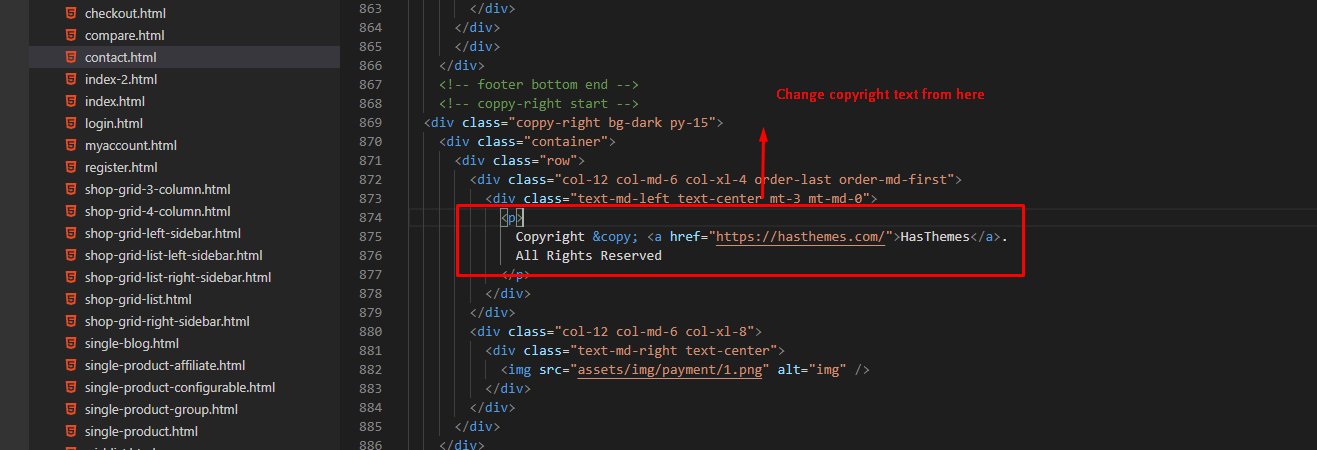 checkout.html
compare.html
contact.html
index-2.html
index.html
login.html
myaccount.html
register.html
shop-grid-3-column.html
shop-grid-4-column.html
shop-grid-left-sidebar.html
shop-grid-list-left-sidebar.html
shop-grid-list-right-sidebar.html
shop-grid-list.html
shop-grid-right-sidebar.html
single-blog.html
single-product-affiliate.html
single-product-configurable.html
single-product-group.html
single-product.html
863 </div>
864 </div>
865 </div>
866 </div>
867 <!-- footer bottom end -->
Change copyright text from here
868 <!-- coppy-right start -->
869 <div class="coppy-right bg-dark py-15">
870 <div class="container">
871 <div class="row">
872 <div class="col-12 col-md-6 col-xl-4 order-last order-md-first">
873 <div class="text-md-left text-center mt-3 mt-md-0">
874 <p>
875 Copyright &copy; <a href="https://hasthemes.com/">HasThemes</a>.
876 All Rights Reserved
877 </p>
878 </div>
879 </div>
880 <div class="col-12 col-md-6 col-xl-8">
881 <div class="text-md-right text-center">
882 <img src="assets/img/payment/1.png" alt="img" />
883 </div>
884 </div>
885 </div>
886 </div>